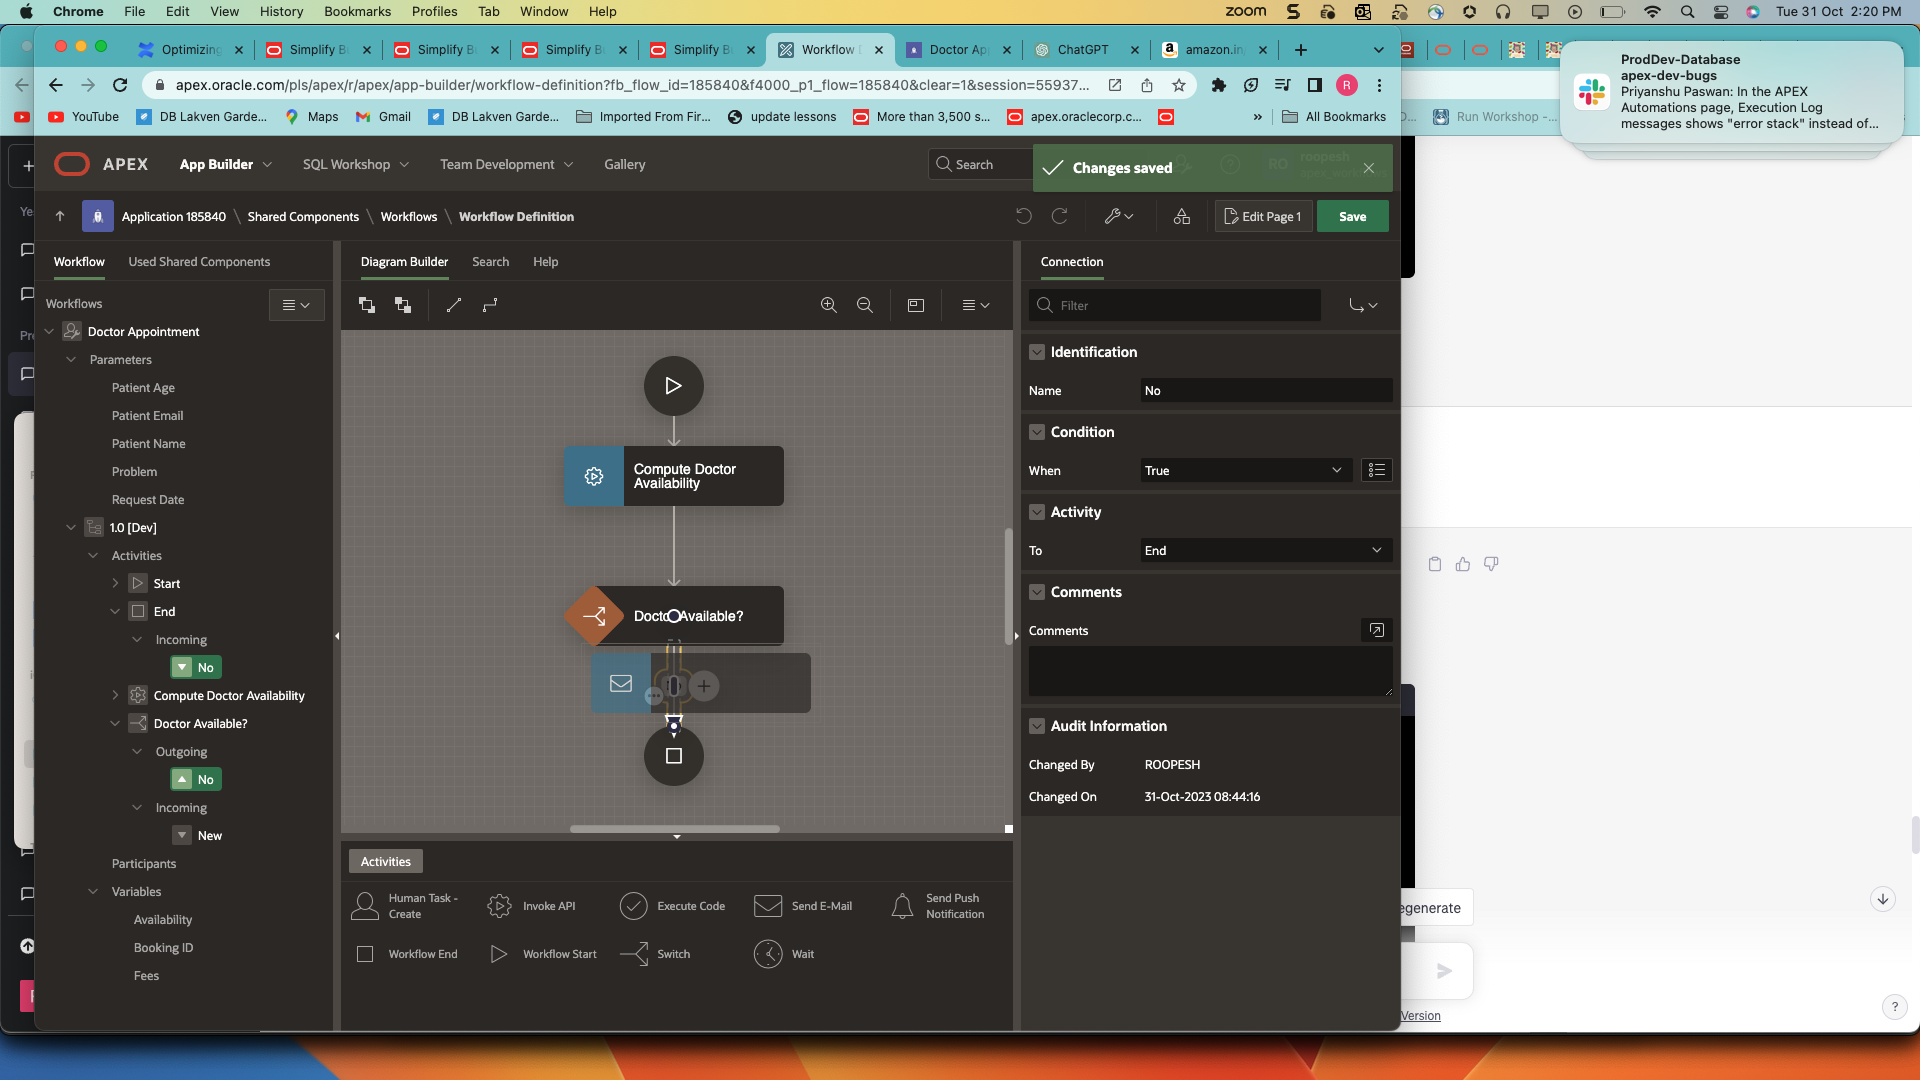 Chrome File Edit View History Bookmarks Profiles Tab Window Help
zoom
Tue 31 Oct 2:20 PM
Optimizing
Simplify B
Simplify B
Simplify B
Simplify B
Workflow
Doctor Ap
ChatGPT
amazon.in
apex.oracle.com/pls/apex/r/apex/app-builder/workflow-definition?fb_flow_id=185840&f4000_p1_flow=185840&clear=1&session=55937...
R
YouTube
DB Lakven Garde...
Maps
Gmail
DB Lakven Garde...
Imported From Fir...
update lessons
More than 3,500 s...
apex.oraclecorp.c...
»
All Bookmarks
Run Workshop -...
ProdDev-Database
apex-dev-bugs
Priyanshu Paswan: In the APEX
Automations page, Execution Log
messages shows "error stack" instead of...
APEX
App Builder
SQL Workshop
Team Development
Gallery
Search
Changes saved
Application 185840 \ Shared Components \ Workflows \ Workflow Definition
Edit Page 1
Save
Workflow
Used Shared Components
Workflows
Doctor Appointment
Parameters
Patient Age
Patient Email
Patient Name
Problem
Request Date
1.0 [Dev]
Activities
Start
End
Incoming
No
Compute Doctor Availability
Doctor Available?
Outgoing
No
Incoming
New
Participants
Variables
Availability
Booking ID
Fees
Diagram Builder
Search
Help
Compute Doctor
Availability
Doctor Available?
Activities
Human Task -
Create
Invoke API
Execute Code
Send E-Mail
Send Push
Notification
Workflow End
Workflow Start
Switch
Wait
Connection
Filter
Identification
Name
No
Condition
When
True
Activity
To
End
Comments
Comments
Audit Information
Changed By
ROOPESH
Changed On
31-Oct-2023 08:44:16
egenerate
Version
?